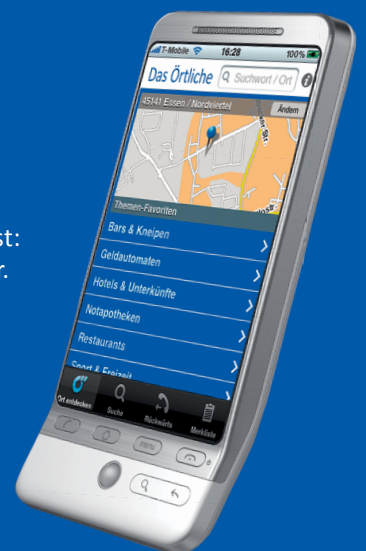 T-Mobile 16:28 100%
Das Örtliche Suchwort / Ort
45141 Essen / Nordviertel Ändern
Themen-Favoriten
Bars & Kneipen
Geldautomaten
Hotels & Unterkünfte
Notapotheken
Restaurants
Sport & Freizeit
Ort entdecken Suche Rückwärts Merkliste
menu
st:
r.